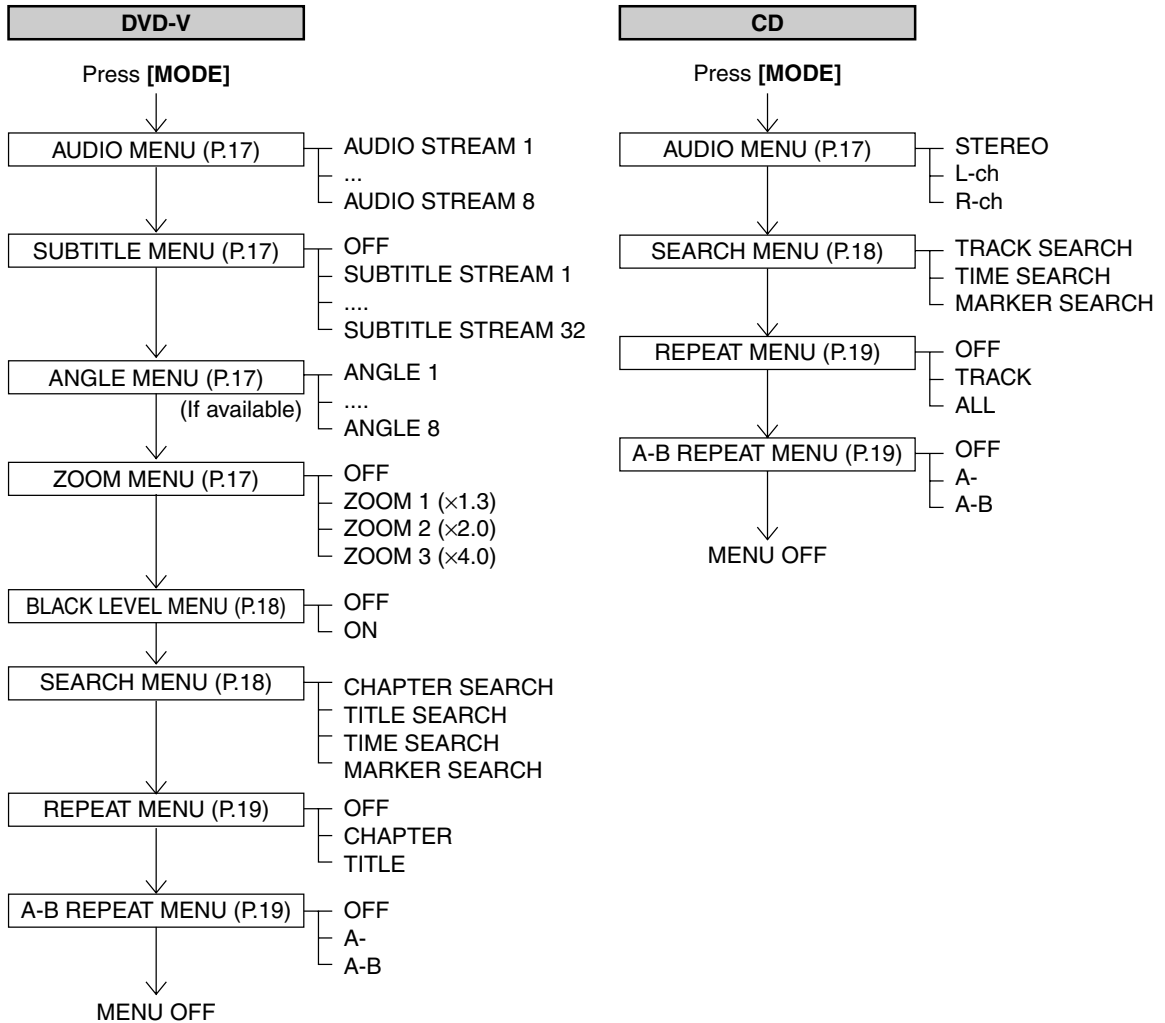 DVD-V
Press [MODE]
AUDIO MENU (P.17)
AUDIO STREAM 1
...
AUDIO STREAM 8
SUBTITLE MENU (P.17)
OFF
SUBTITLE STREAM 1
....
SUBTITLE STREAM 32
ANGLE MENU (P.17)
(If available)
ANGLE 1
....
ANGLE 8
ZOOM MENU (P.17)
OFF
ZOOM 1 (×1.3)
ZOOM 2 (×2.0)
ZOOM 3 (×4.0)
BLACK LEVEL MENU (P.18)
OFF
ON
SEARCH MENU (P.18)
CHAPTER SEARCH
TITLE SEARCH
TIME SEARCH
MARKER SEARCH
REPEAT MENU (P.19)
OFF
CHAPTER
TITLE
A-B REPEAT MENU (P.19)
OFF
A-
A-B
MENU OFF
CD
Press [MODE]
AUDIO MENU (P.17)
STEREO
L-ch
R-ch
SEARCH MENU (P.18)
TRACK SEARCH
TIME SEARCH
MARKER SEARCH
REPEAT MENU (P.19)
OFF
TRACK
ALL
A-B REPEAT MENU (P.19)
OFF
A-
A-B
MENU OFF